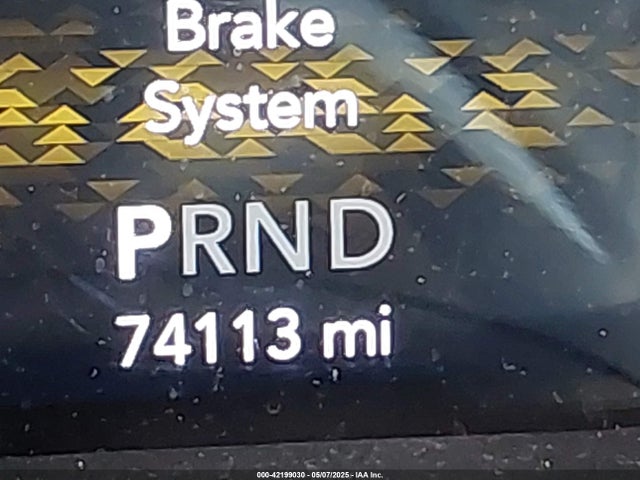 Brake
System
PRND
74113 mi
000-42199030 - 05/07/2025 - IAA Inc.